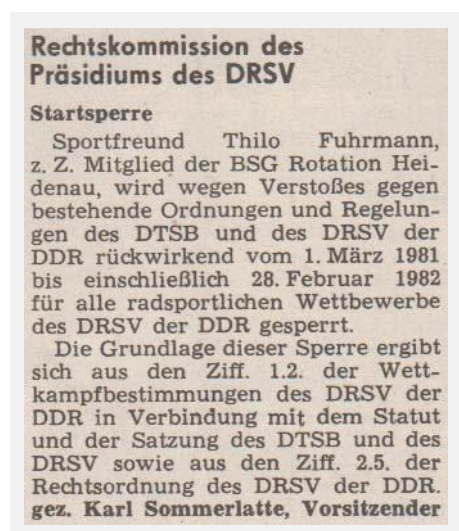 Rechtskommission des
Präsidiums des DRSV
Startsperre
Sportfreund Thilo Fuhrmann,
z. Z. Mitglied der BSG Rotation Hei-
denau, wird wegen Verstoßes gegen
bestehende Ordnungen und Regelun-
gen des DTSB und des DRSV der
DDR rückwirkend vom 1. März 1981
bis einschließlich 28. Februar 1982
für alle radsportlichen Wettbewerbe
des DRSV der DDR gesperrt.
Die Grundlage dieser Sperre ergibt
sich aus den Ziff. 1.2. der Wett-
kampfbestimmungen des DRSV der
DDR in Verbindung mit dem Statut
und der Satzung des DTSB und des
DRSV sowie aus den Ziff. 2.5. der
Rechtsordnung des DRSV der DDR.
gez. Karl Sommerlatte, Vorsitzender